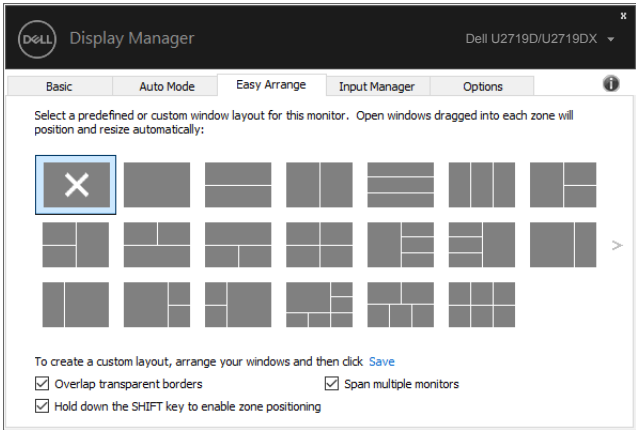 x
DELL Display Manager Dell U2719D/U2719DX
Basic Auto Mode Easy Arrange Input Manager Options i
Select a predefined or custom window layout for this monitor. Open windows dragged into each zone will
position and resize automatically:
To create a custom layout, arrange your windows and then click Save
Overlap transparent borders Span multiple monitors
Hold down the SHIFT key to enable zone positioning